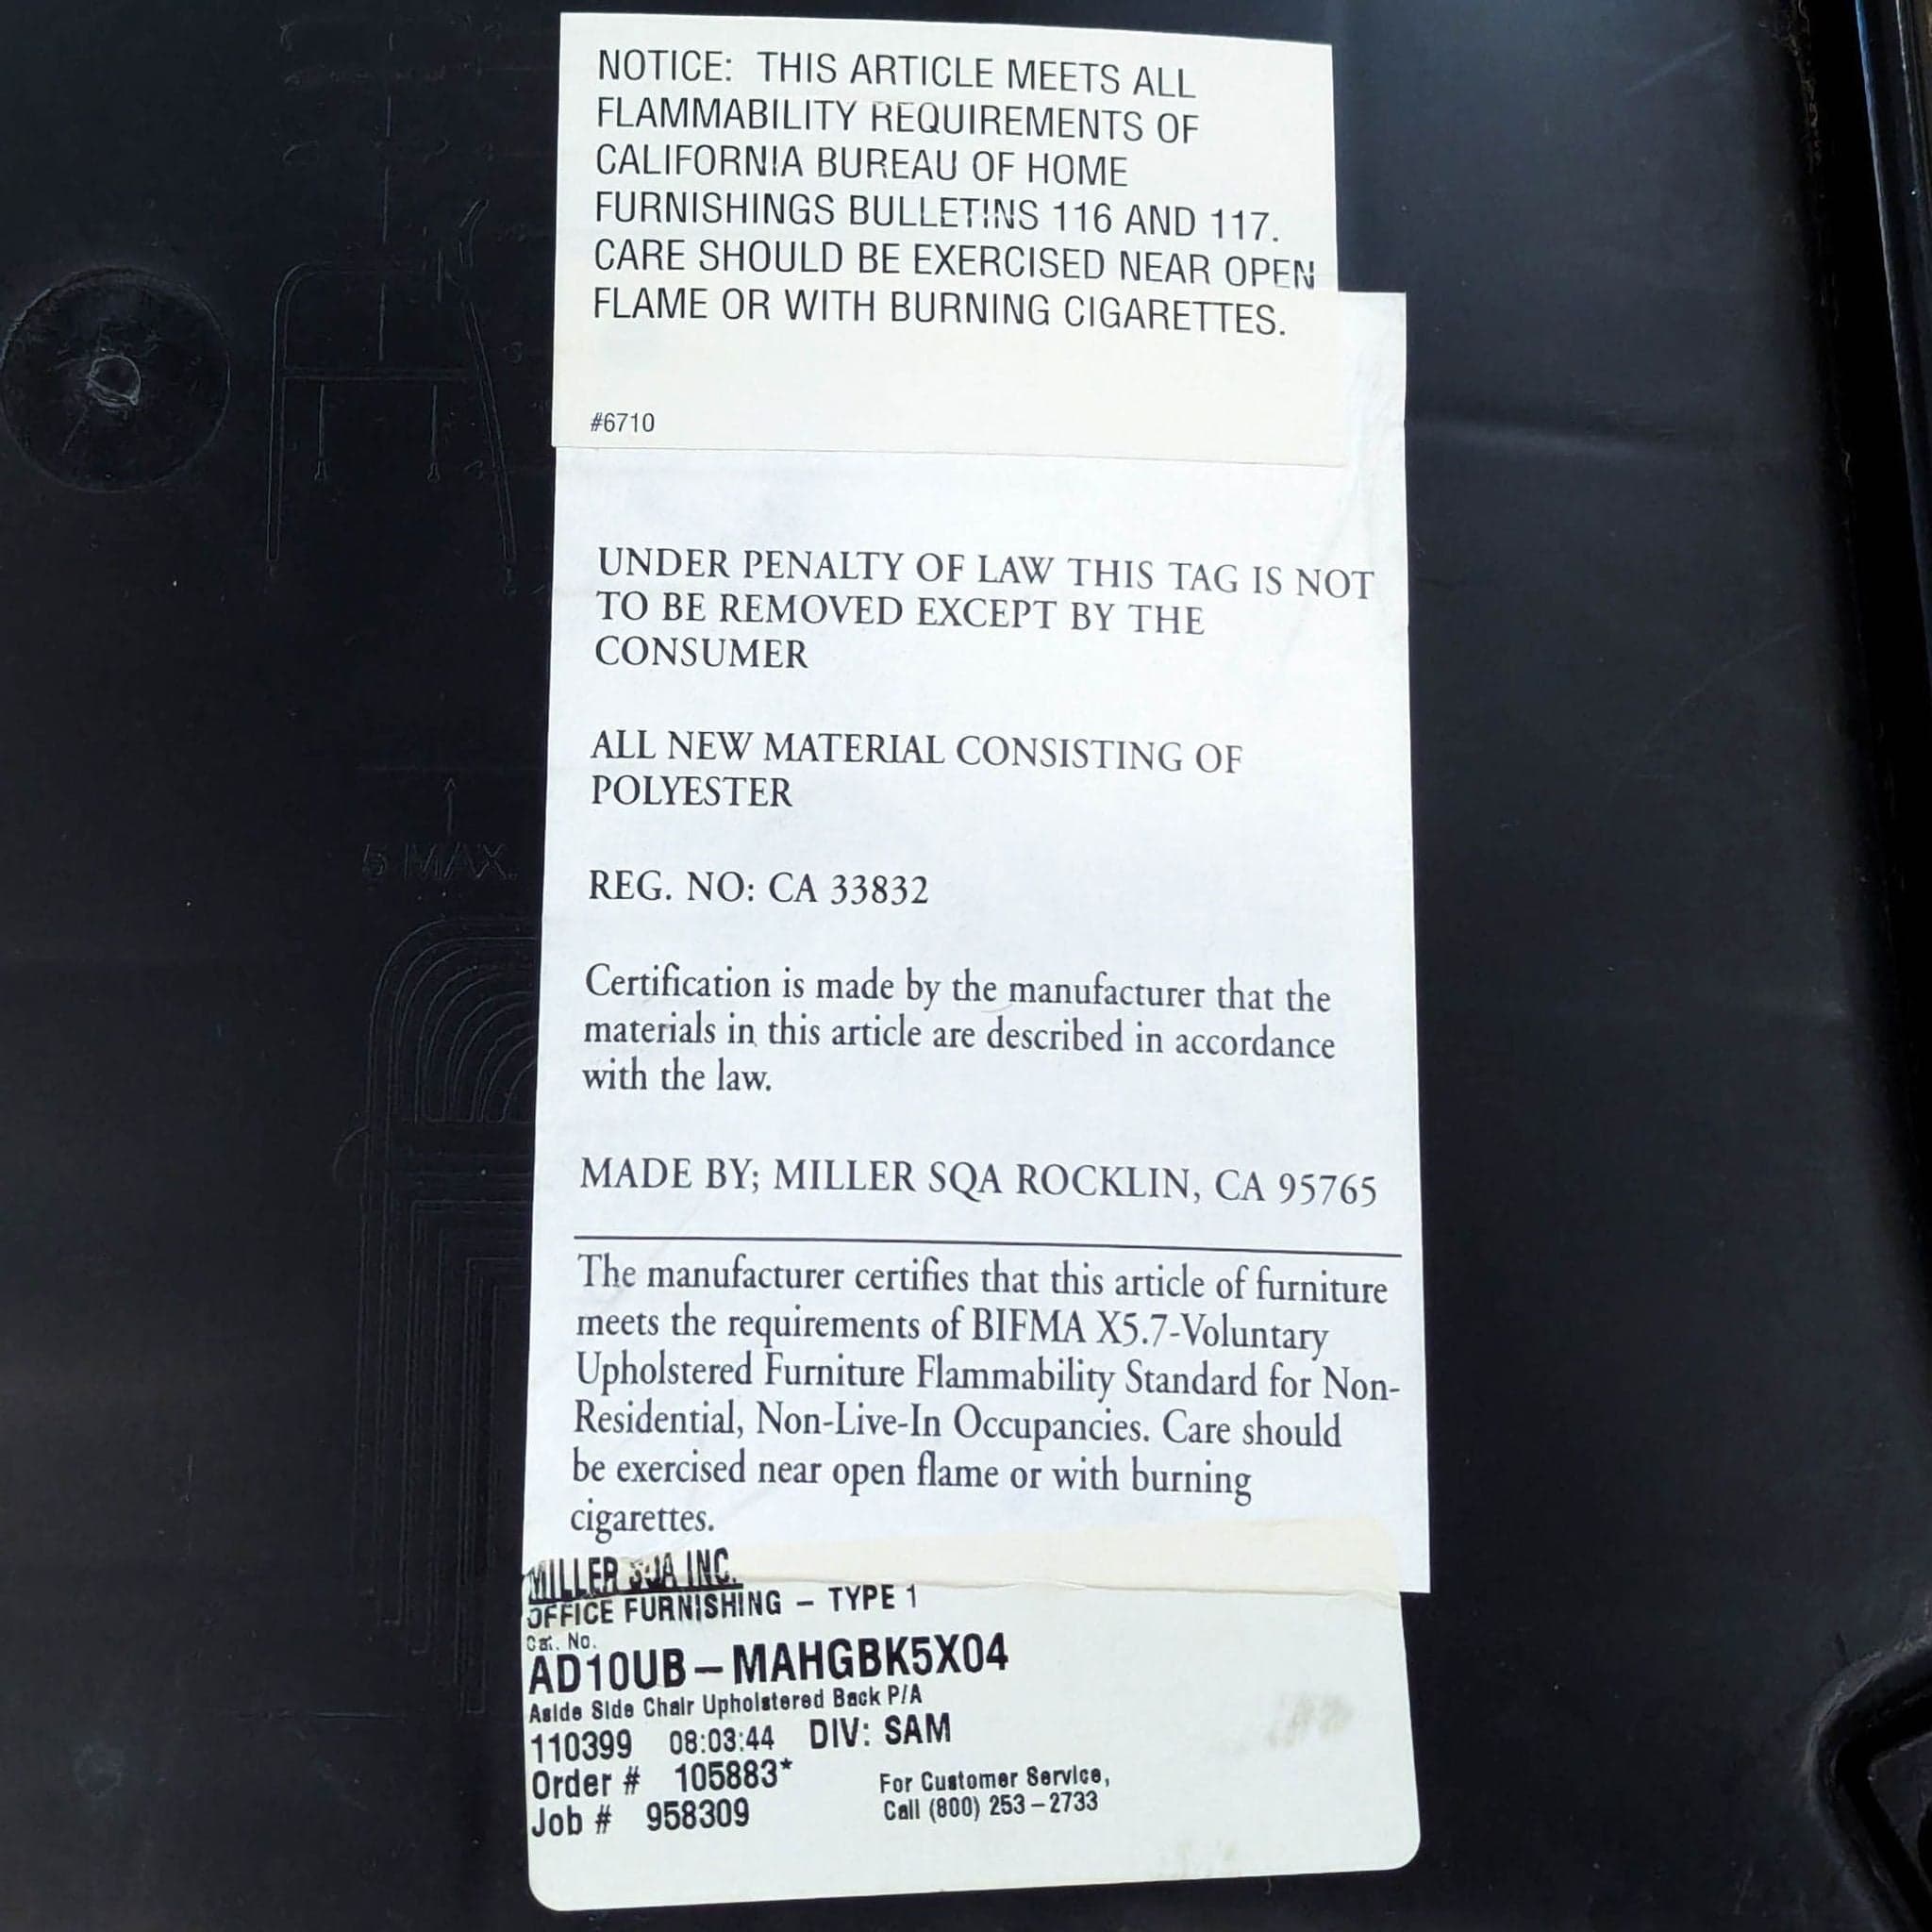 NOTICE: THIS ARTICLE MEETS ALL
FLAMMABILITY REQUIREMENTS OF
CALIFORNIA BUREAU OF HOME
FURNISHINGS BULLETINS 116 AND 117.
CARE SHOULD BE EXERCISED NEAR OPEN
FLAME OR WITH BURNING CIGARETTES.
#6710
UNDER PENALTY OF LAW THIS TAG IS NOT
TO BE REMOVED EXCEPT BY THE
CONSUMER
ALL NEW MATERIAL CONSISTING OF
POLYESTER
5 MAX.
REG. NO: CA 33832
Certification is made by the manufacturer that the
materials in this article are described in accordance
with the law.
MADE BY; MILLER SQA ROCKLIN, CA 95765
The manufacturer certifies that this article of furniture
meets the requirements of BIFMA X5.7-Voluntary
Upholstered Furniture Flammability Standard for Non-
Residential, Non-Live-In Occupancies. Care should
be exercised near open flame or with burning
cigarettes.
MILLER SQA INC.
OFFICE FURNISHING – TYPE 1
Cat. No.
AD10UB – MAHGBK5X04
Aside Side Chair Upholstered Back P/A
110399 08:03:44 DIV: SAM
Order # 105883*
Job # 958309
For Customer Service,
Call (800) 253 – 2733